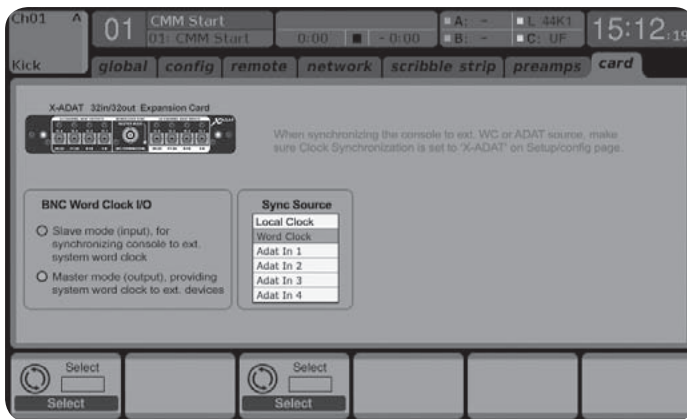 Ch01 ^
01
CMM Start
01: CMM Start
0:00
- 0:00
A: -
B: -
L 44K1
C: UF
15:12:19
Kick
global
config
remote
network
scribble strip
preamps
card
X-ADAT 32in/32out Expansion Card
When synchronizing the console to ext. WC or ADAT source, make
sure Clock Synchronization is set to 'X-ADAT' on Setup/config page.
BNC Word Clock I/O
Slave mode (input), for
synchronizing console to ext.
system word clock
Master mode (output), providing
system word clock to ext. devices
Sync Source
Local Clock
Word Clock
Adat In 1
Adat In 2
Adat In 3
Adat In 4
Select
Select
Select
Select